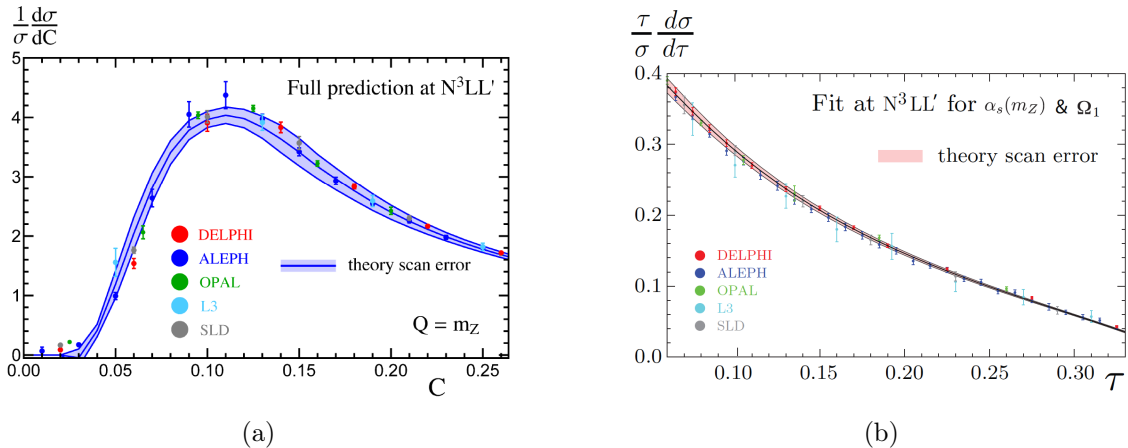 1/σ dσ/dC
5
4
3
2
1
0
0.00 0.05 0.10 0.15 0.20 0.25
C
Full prediction at N³LL'
DELPHI
ALEPH
OPAL
L3
SLD
theory scan error
Q = m_Z
(a)
τ/σ dσ/dτ
0.4
0.3
0.2
0.1
0.0
0.10 0.15 0.20 0.25 0.30
τ
Fit at N³LL' for α_s(m_Z) & Ω₁
theory scan error
DELPHI
ALEPH
OPAL
L3
SLD
(b)